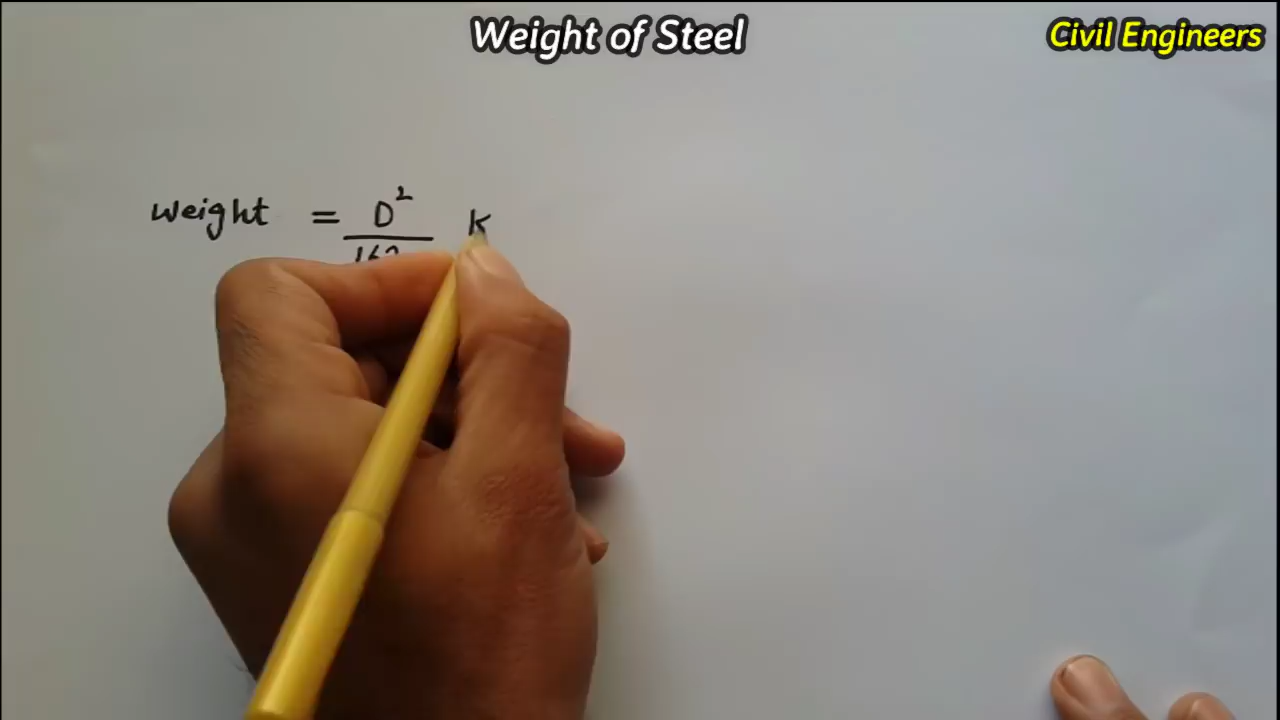 Weight of Steel
Civil Engineers
weight = D²
K